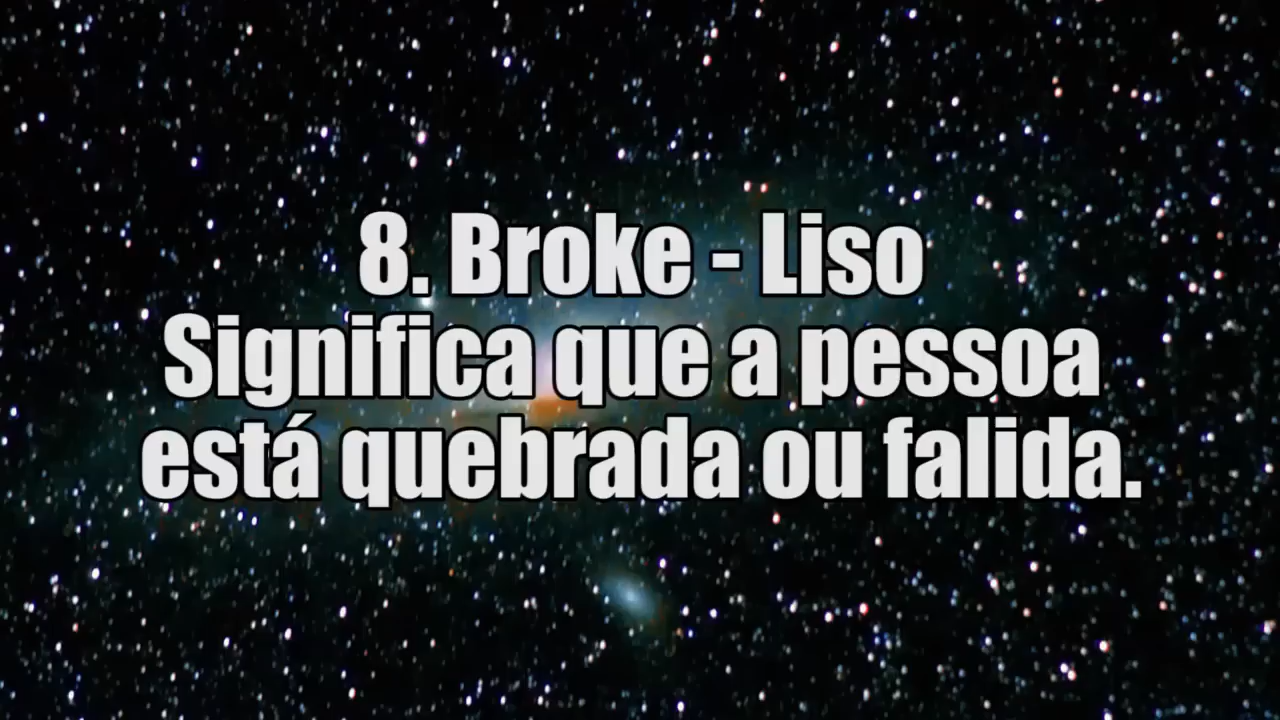 8. Broke - Liso
Significa que a pessoa
está quebrada ou falida.